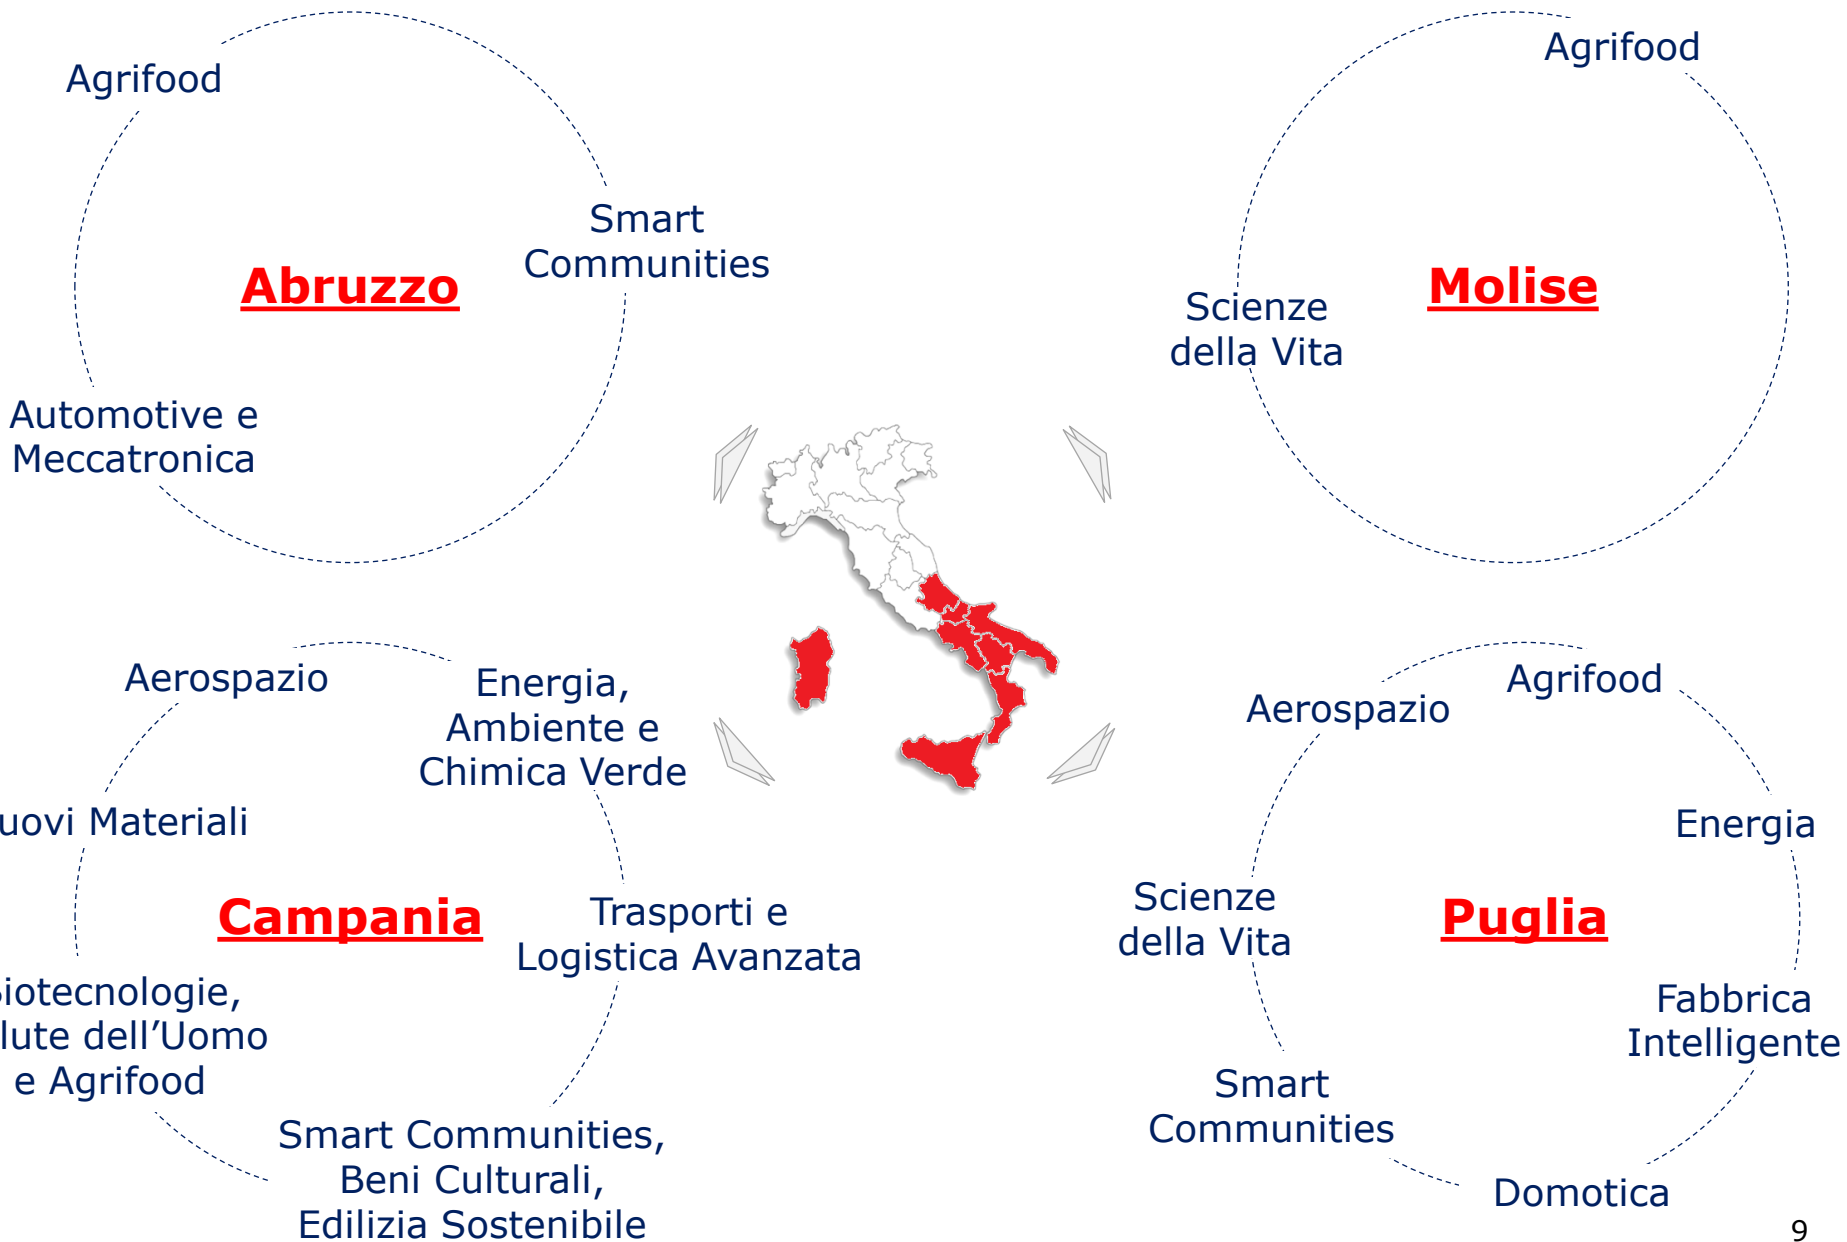 Agrifood
Smart
Communities
Abruzzo
Automotive e
Meccatronica
Agrifood
Scienze
della Vita
Molise
Aerospazio
Energia,
Ambiente e
Chimica Verde
uovi Materiali
Campania
Trasporti e
Logistica Avanzata
iotecnologie,
lute dell’Uomo
e Agrifood
Smart Communities,
Beni Culturali,
Edilizia Sostenibile
Agrifood
Aerospazio
Energia
Scienze
della Vita
Puglia
Fabbrica
Intelligente
Smart
Communities
Domotica
9